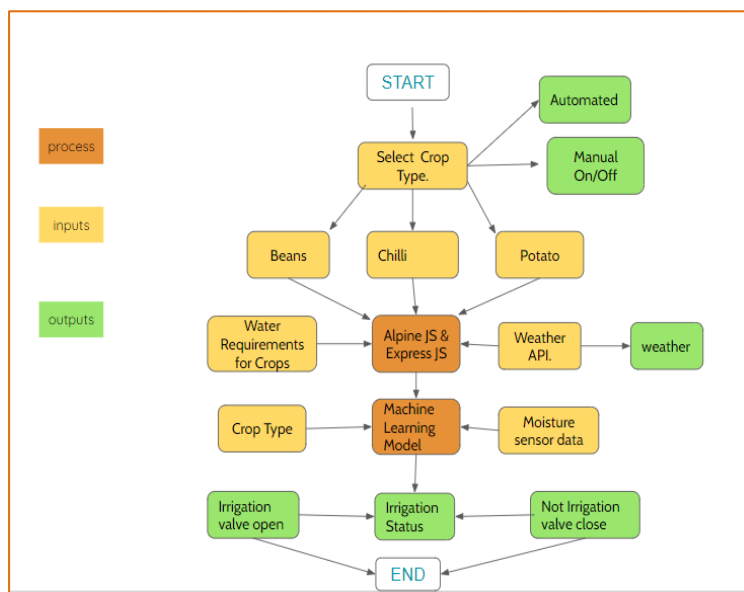 START
Automated
process
Select Crop
Type.
Manual
On/Off
inputs
Beans
Chilli
Potato
outputs
Water
Requirements
for Crops
Alpine JS &
Express JS
Weather
API.
weather
Crop Type
Machine
Learning
Model
Moisture
sensor data
Irrigation
valve open
Irrigation
Status
Not Irrigation
valve close
END